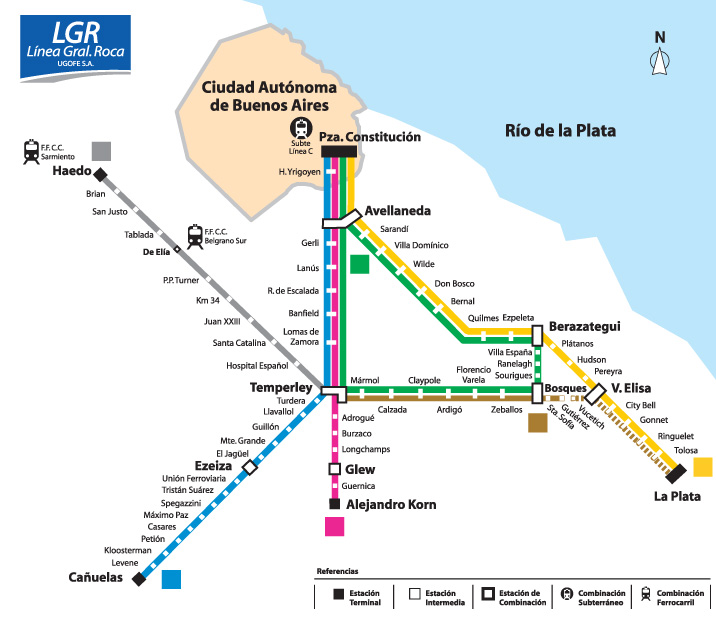 LGR
Línea Gral. Roca
UGOFE S.A.
Ciudad Autónoma
de Buenos Aires
N
Río de la Plata
Subte
Línea C
Pza. Constitución
H. Yrigoyen
F.F.C.C.
Sarmiento
Haedo
Brian
San Justo
Tablada
De Elía
F.F.C.C.
Belgrano Sur
P.P. Turner
Km 34
Juan XXIII
Santa Catalina
Hospital Español
Avellaneda
Gerli
Lanús
R. de Escalada
Banfield
Lomas de
Zamora
Sarandí
Villa Domínico
Wilde
Don Bosco
Bernal
Quilmes
Ezpeleta
Berazategui
Villa España
Ranelagh
Sourigues
Plátanos
Hudson
Pereyra
Temperley
Mármol
Claypole
Florencio
Varela
Bosques
V. Elisa
Calzada
Ardigó
Zeballos
Sta. Sofía
Gutiérrez
Vucetich
City Bell
Gonnet
Ringuelet
Tolosa
La Plata
Turdera
Llavallol
Guillón
Mte. Grande
El Jagüel
Ezeiza
Unión Ferroviaria
Tristán Suárez
Spegazzini
Máximo Paz
Casares
Petión
Kloosterman
Levene
Cañuelas
Adrogué
Burzaco
Longchamps
Glew
Guernica
Alejandro Korn
Referencias
Estación
Terminal
Estación
Intermedia
Estación de
Combinación
Combinación
Subterráneo
Combinación
Ferrocarril